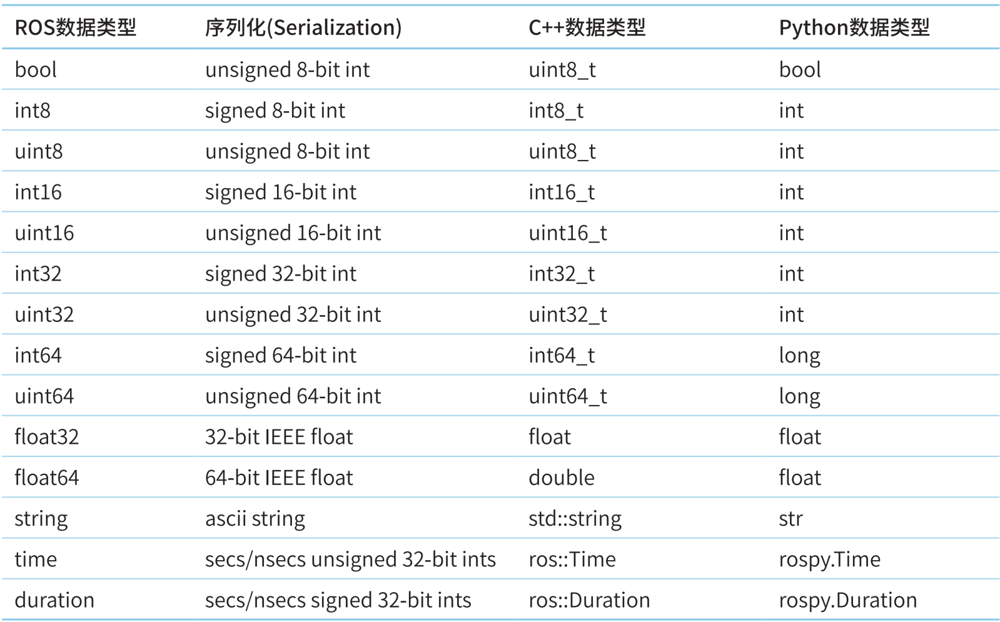 ROS数据类型 序列化(Serialization) C++数据类型 Python数据类型
bool unsigned 8-bit int uint8_t bool
int8 signed 8-bit int int8_t int
uint8 unsigned 8-bit int uint8_t int
int16 signed 16-bit int int16_t int
uint16 unsigned 16-bit int uint16_t int
int32 signed 32-bit int int32_t int
uint32 unsigned 32-bit int uint32_t int
int64 signed 64-bit int int64_t long
uint64 unsigned 64-bit int uint64_t long
float32 32-bit IEEE float float float
float64 64-bit IEEE float double float
string ascii string std::string str
time secs/nsecs unsigned 32-bit ints ros::Time rospy.Time
duration secs/nsecs signed 32-bit ints ros::Duration rospy.Duration